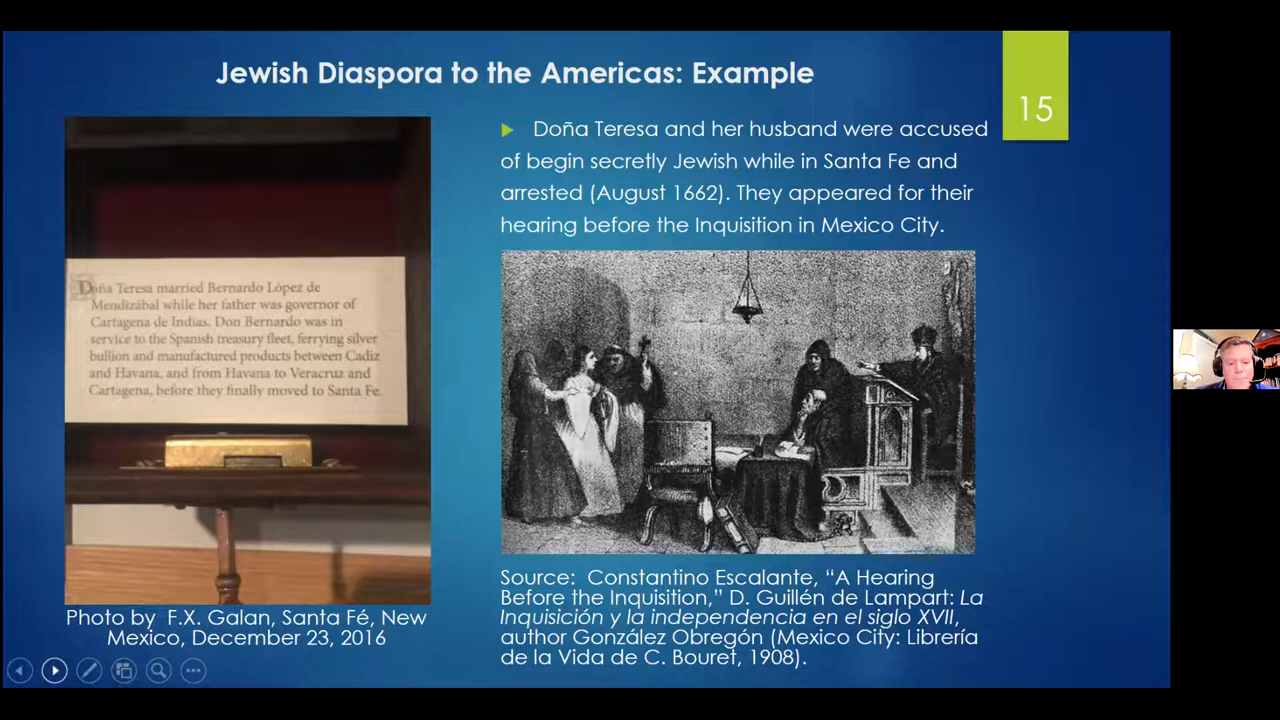 Jewish Diaspora to the Americas: Example
15
Doña Teresa married Bernardo López de
Mendizábal while her father was governor of
Cartagena de Indias. Don Bernardo was in
service to the Spanish treasury fleet, ferrying silver
bullion and manufactured products between Cadiz
and Havana, and from Havana to Veracruz and
Cartagena, before they finally moved to Santa Fe.
Photo by F.X. Galan, Santa Fé, New
Mexico, December 23, 2016
Doña Teresa and her husband were accused
of begin secretly Jewish while in Santa Fe and
arrested (August 1662). They appeared for their
hearing before the Inquisition in Mexico City.
Source: Constantino Escalante, “A Hearing
Before the Inquisition,” D. Guillén de Lampart: La
Inquisición y la independencia en el siglo XVII,
author González Obregón (Mexico City: Librería
de la Vida de C. Bouret, 1908).